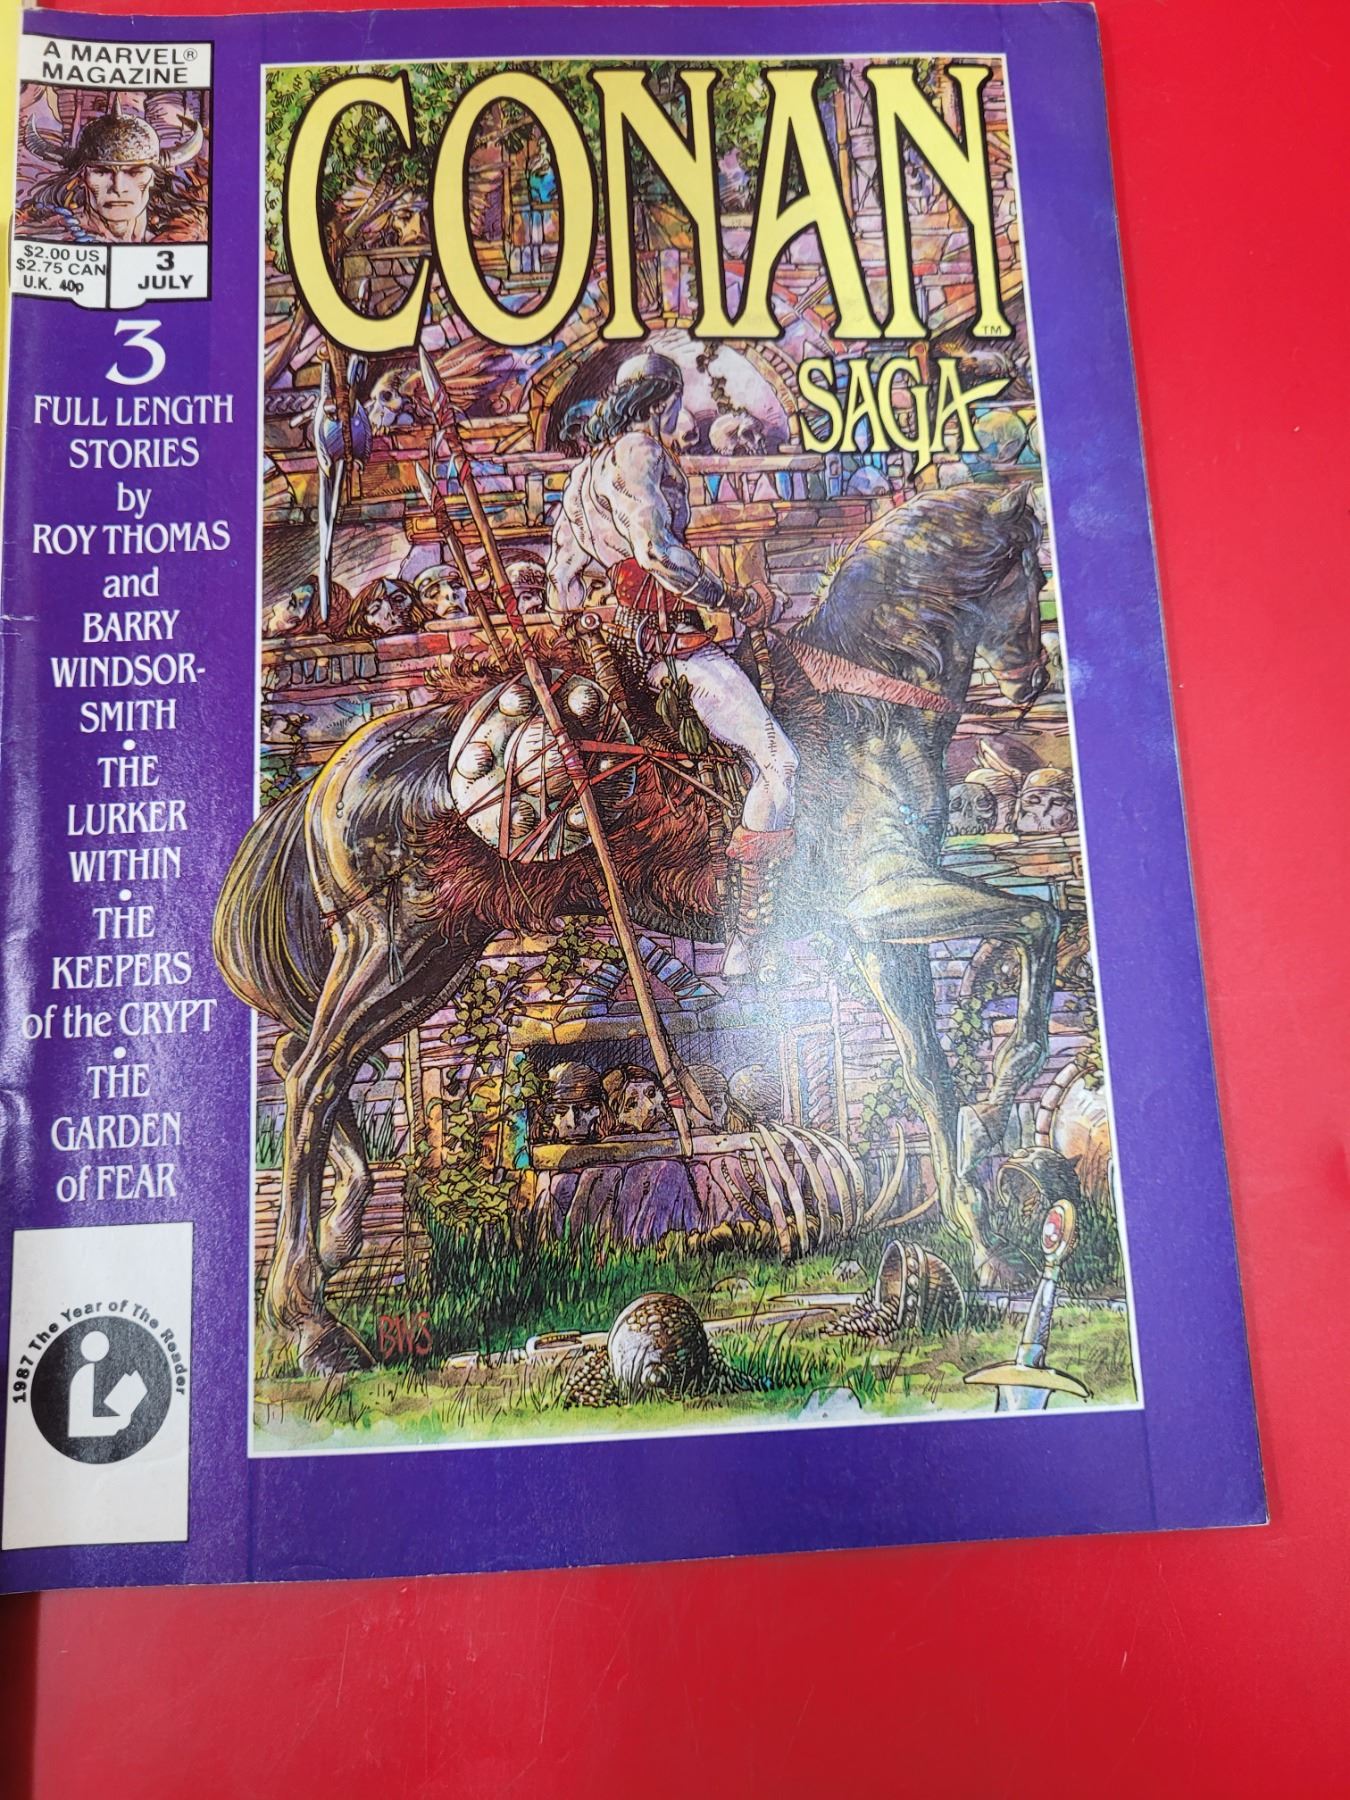 A MARVEL®
MAGAZINE
$2.00 US
$2.75 CAN
U.K. 40p
3
JULY
CONAN
TM
SAGA
3
FULL LENGTH
STORIES
by
ROY THOMAS
and
BARRY
WINDSOR-
SMITH
•
THE
LURKER
WITHIN
•
THE
KEEPERS
of the CRYPT
•
THE
GARDEN
of FEAR
1987 The Year of The Reader
BWS